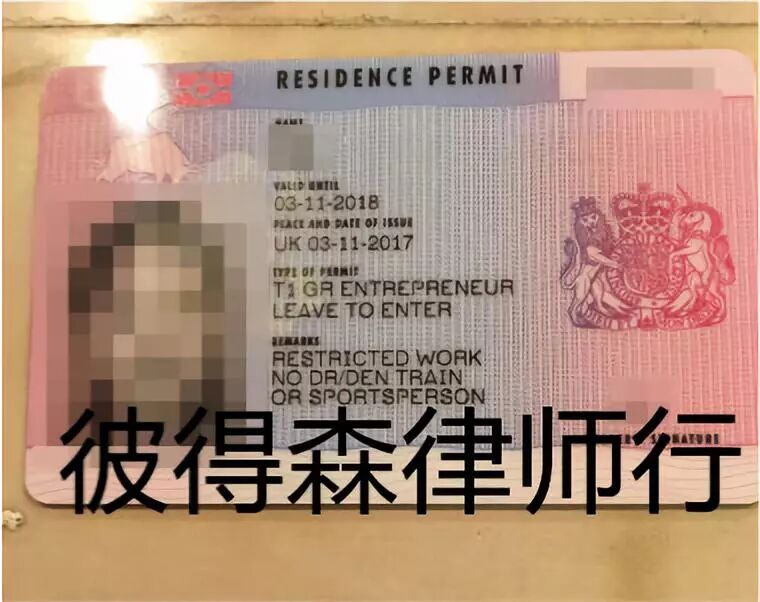 RESIDENCE PERMIT
NAME
VALID UNTIL
03-11-2018
PLACE AND DATE OF ISSUE
UK 03-11-2017
TYPE OF PERMIT
T1 GR ENTREPRENEUR
LEAVE TO ENTER
REMARKS
RESTRICTED WORK
NO DR/DEN TRAIN
OR SPORTSPERSON
SIGNATURE
彼得森律师行